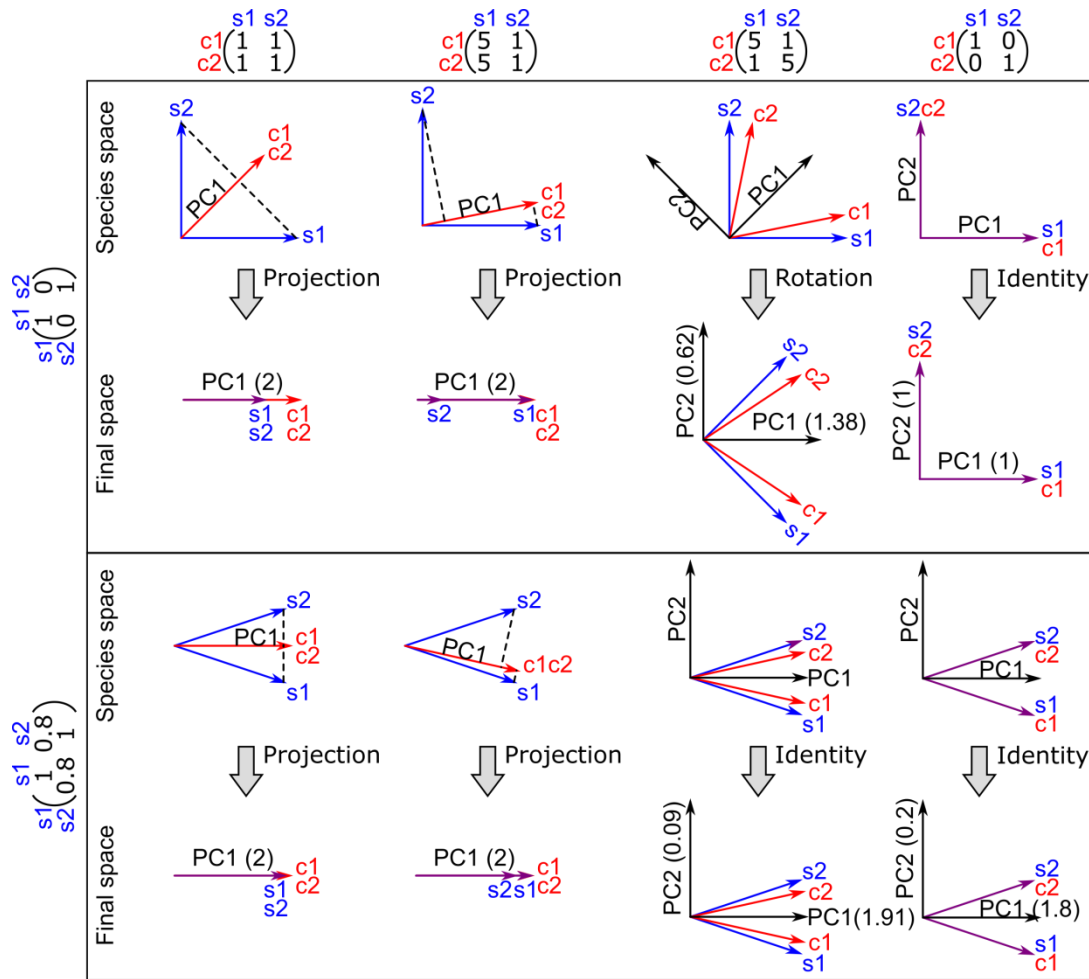 s1 s2
c1(1 1
c2 1 1)
s1 s2
c1(5 1
c2 5 1)
s1 s2
c1(5 1
c2 1 5)
s1 s2
c1(1 0
c2 0 1)
s1 s2
s1(1 0
s2 0 1)
Species space
s2
c1
c2
PC1
s1
s2
PC1
c1
c2
s1
s2
c2
PC2
PC1
c1
s1
s2c2
PC2
PC1
s1
c1
Projection
Projection
Rotation
Identity
Final space
PC1 (2)
s1
s2
c1
c2
PC1 (2)
s2
s1
c1
c2
PC2 (0.62)
s2
c2
PC1 (1.38)
c1
s1
s2
c2
PC2 (1)
PC1 (1)
s1
c1
s1 s2
s1(1 0.8
s2 0.8 1)
Species space
s2
PC1
c1
c2
s1
s2
PC1
c1c2
s1
PC2
s2
c2
PC1
c1
s1
PC2
s2
c2
PC1
s1
c1
Projection
Projection
Identity
Identity
Final space
PC1 (2)
c1
c2
s1
s2
PC1 (2)
s2s1
c1
c2
PC2 (0.09)
s2
c2
PC1(1.91)
c1
s1
PC2 (0.2)
s2
c2
PC1 (1.8)
s1
c1